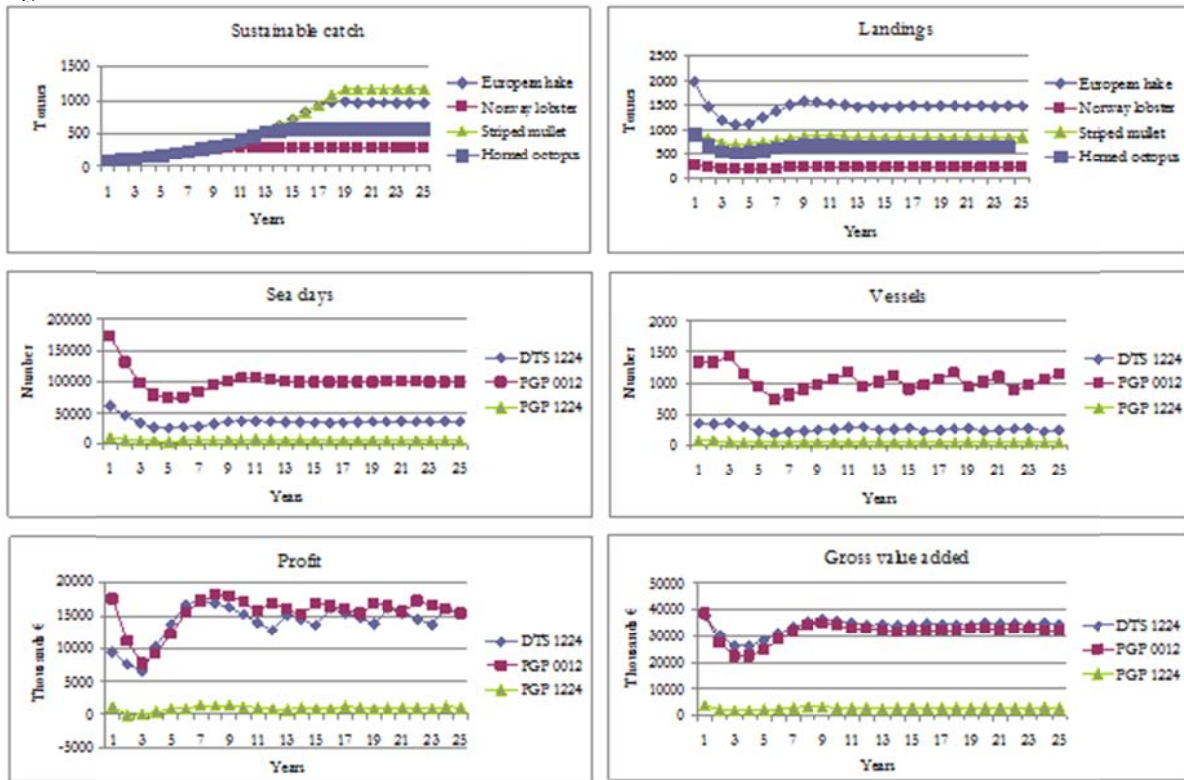 Sustainable catch
Tonnes
1500
1000
500
0
1 3 5 7 9 11 13 15 17 19 21 23 25
Years
European hake
Norway lobster
Striped mullet
Horned octopus
Landings
Tonnes
2500
2000
1500
1000
500
0
1 3 5 7 9 11 13 15 17 19 21 23 25
Years
European hake
Norway lobster
Striped mullet
Horned octopus
Sea days
Number
200000
150000
100000
50000
0
1 3 5 7 9 11 13 15 17 19 21 23 25
Years
DTS 1224
PGP 0012
PGP 1224
Vessels
Number
2000
1500
1000
500
0
1 3 5 7 9 11 13 15 17 19 21 23 25
Years
DTS 1224
PGP 0012
PGP 1224
Profit
Thousands €
20000
15000
10000
5000
0
-5000
1 3 5 7 9 11 13 15 17 19 21 23 25
Years
DTS 1224
PGP 0012
PGP 1224
Gross value added
Thousands €
50000
40000
30000
20000
10000
0
1 3 5 7 9 11 13 15 17 19 21 23 25
Years
DTS 1224
PGP 0012
PGP 1224